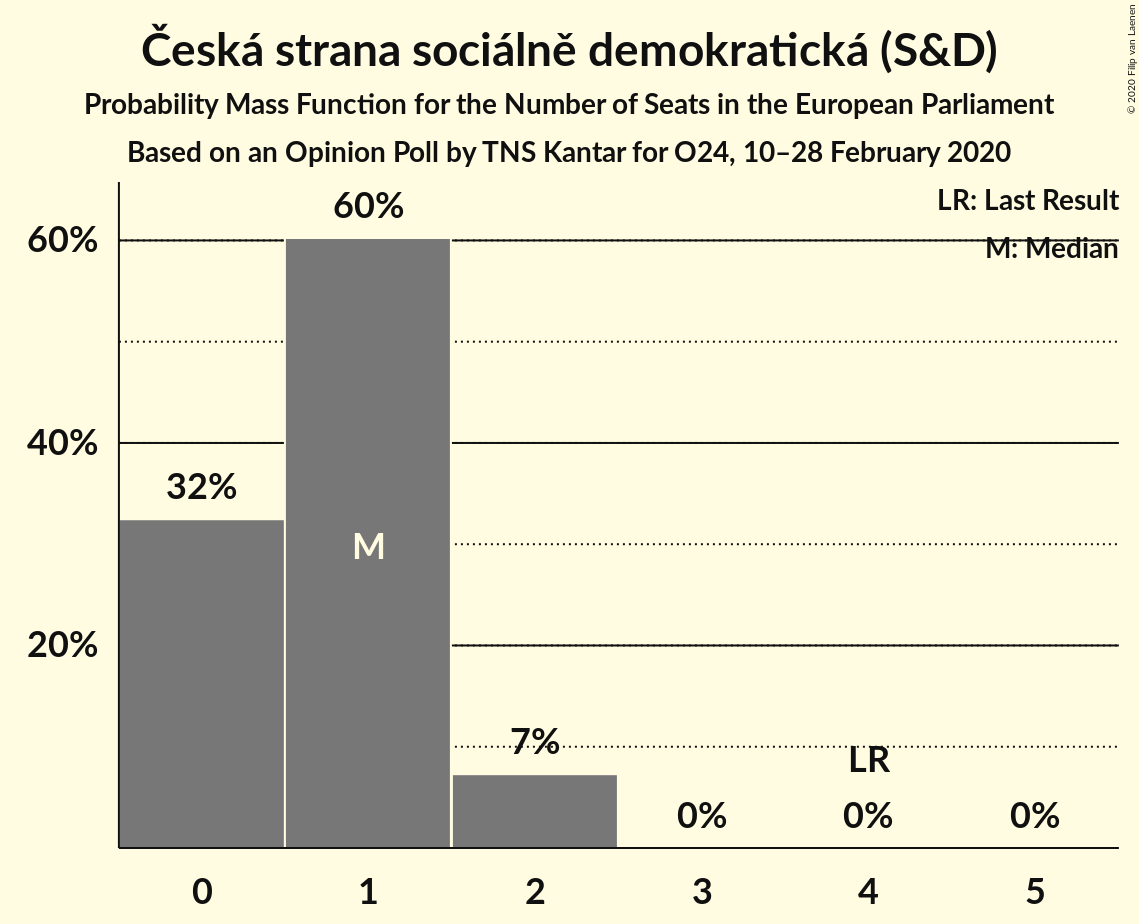 Česká strana sociálně demokratická (S&D)
Probability Mass Function for the Number of Seats in the European Parliament
Based on an Opinion Poll by TNS Kantar for O24, 10–28 February 2020
© 2020 Filip van Laenen
LR: Last Result
M: Median
60%
40%
20%
32%
60%
M
7%
0%
LR
0%
0%
0
1
2
3
4
5